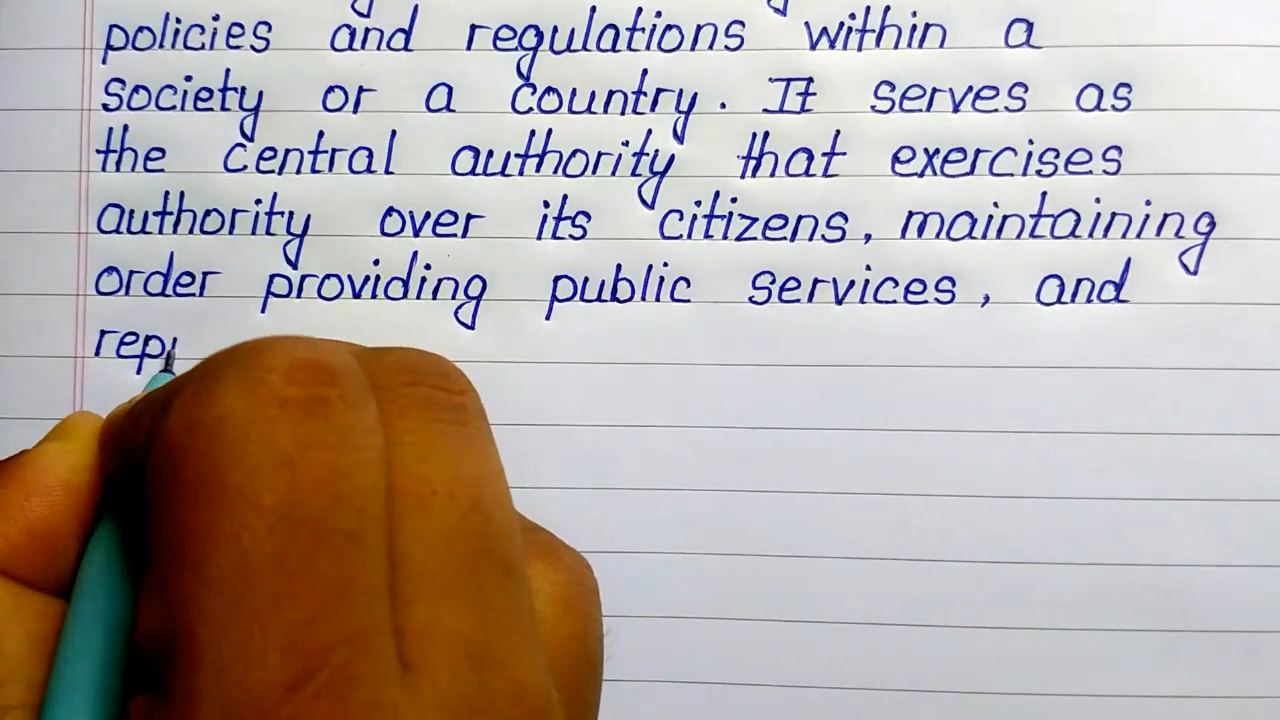 policies and regulations within a
society or a country. It serves as
the central authority that exercises
authority over its citizens, maintaining
order providing public services, and
rep